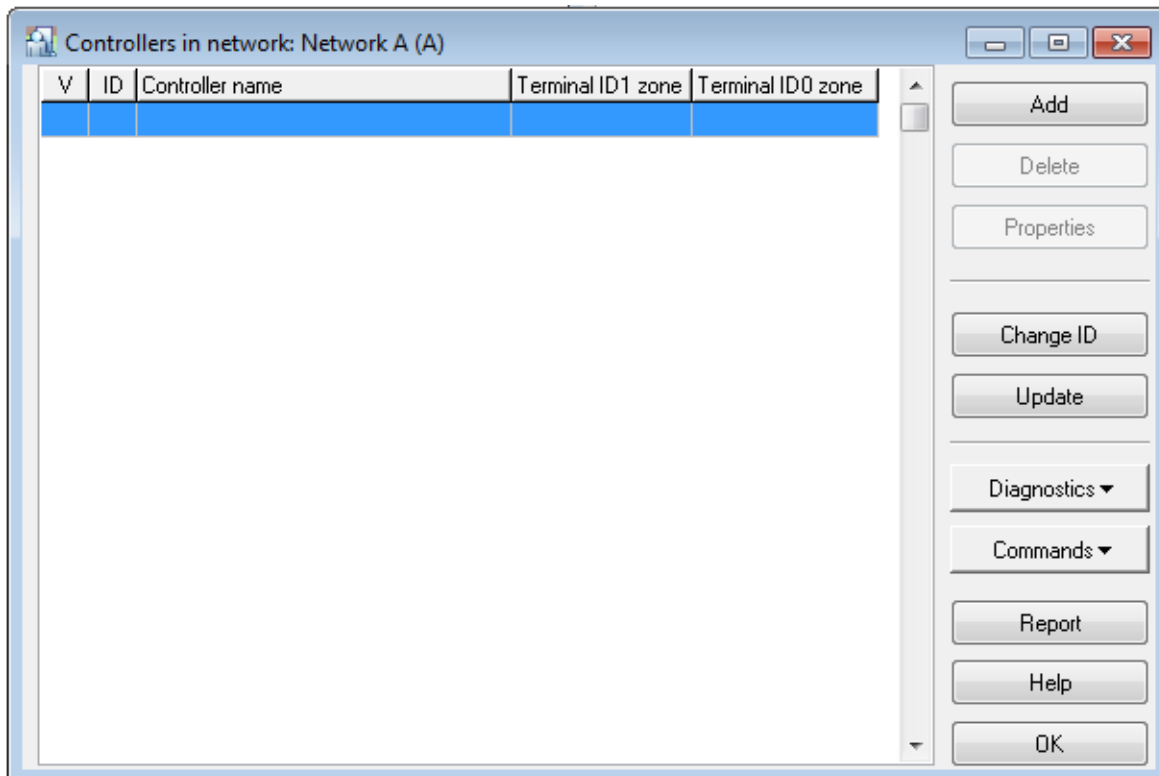 Controllers in network: Network A (A)
V ID Controller name Terminal ID1 zone Terminal ID0 zone
Add
Delete
Properties
Change ID
Update
Diagnostics
Commands
Report
Help
OK